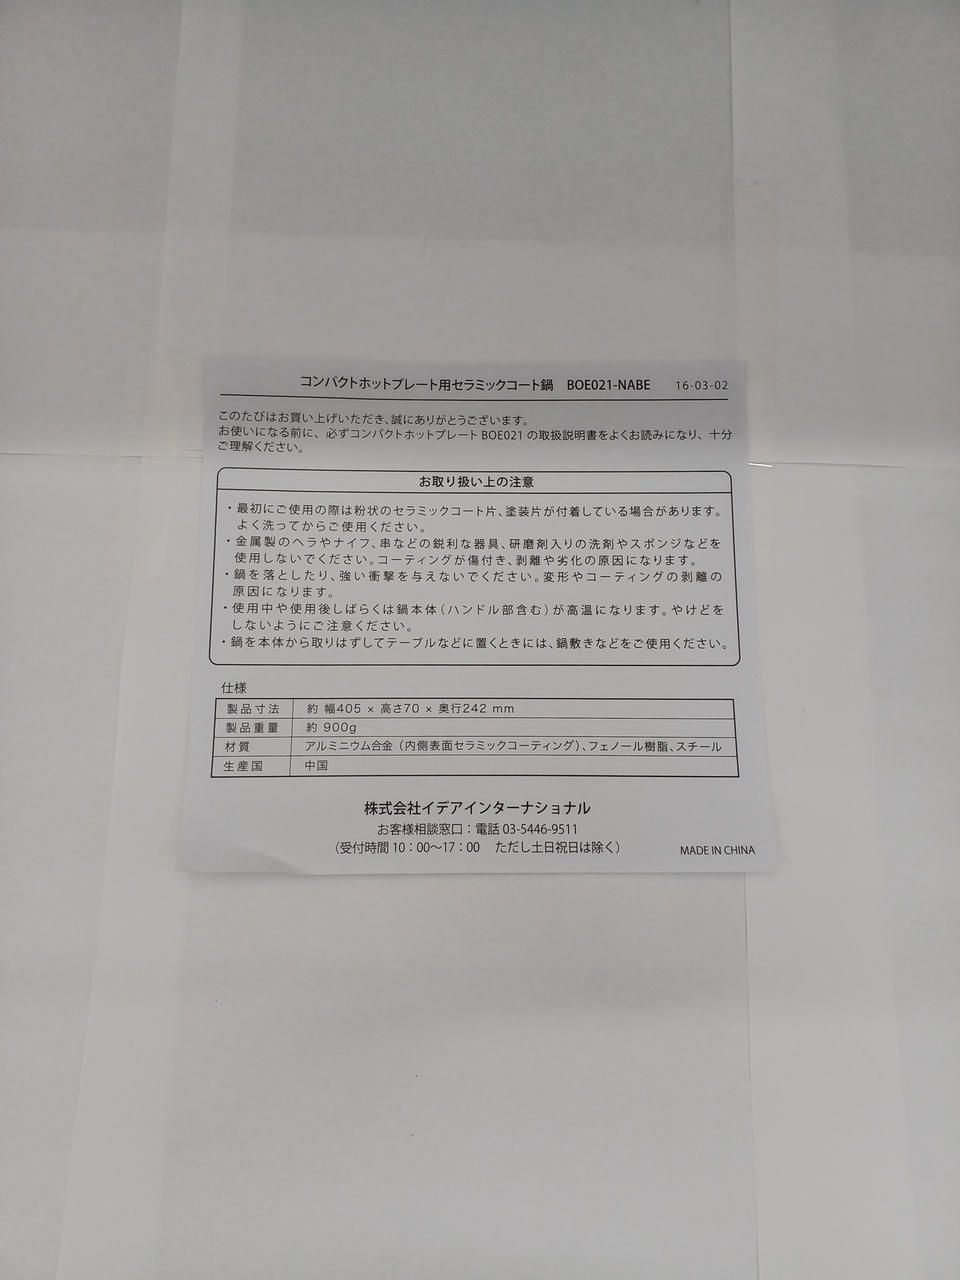 コンパクトホットプレート用セラミックコート鍋 BOE021-NABE 16-03-02
このたびはお買い上げいただき、誠にありがとうございます。
お使いになる前に、必ずコンパクトホットプレート BOE021 の取扱説明書をよくお読みになり、十分
ご理解ください。
お取り扱い上の注意
・最初にご使用の際は粉状のセラミックコート片、塗装片が付着している場合があります。
よく洗ってからご使用ください。
・金属製のヘラやナイフ、串などの鋭利な器具、研磨剤入りの洗剤やスポンジなどを
使用しないでください。コーティングが傷付き、剥離や劣化の原因になります。
・鍋を落としたり、強い衝撃を与えないでください。変形やコーティングの剥離の
原因になります。
・使用中や使用後しばらくは鍋本体（ハンドル部含む）が高温になります。やけどを
しないようにご注意ください。
・鍋を本体から取りはずしてテーブルなどに置くときには、鍋敷きなどをご使用ください。
仕様
製品寸法 約 幅405 × 高さ70 × 奥行242 mm
製品重量 約 900g
材質 アルミニウム合金（内側表面セラミックコーティング）、フェノール樹脂、スチール
生産国 中国
株式会社イデアインターナショナル
お客様相談窓口：電話 03-5446-9511
（受付時間 10：00〜17：00 ただし土日祝日は除く）
MADE IN CHINA